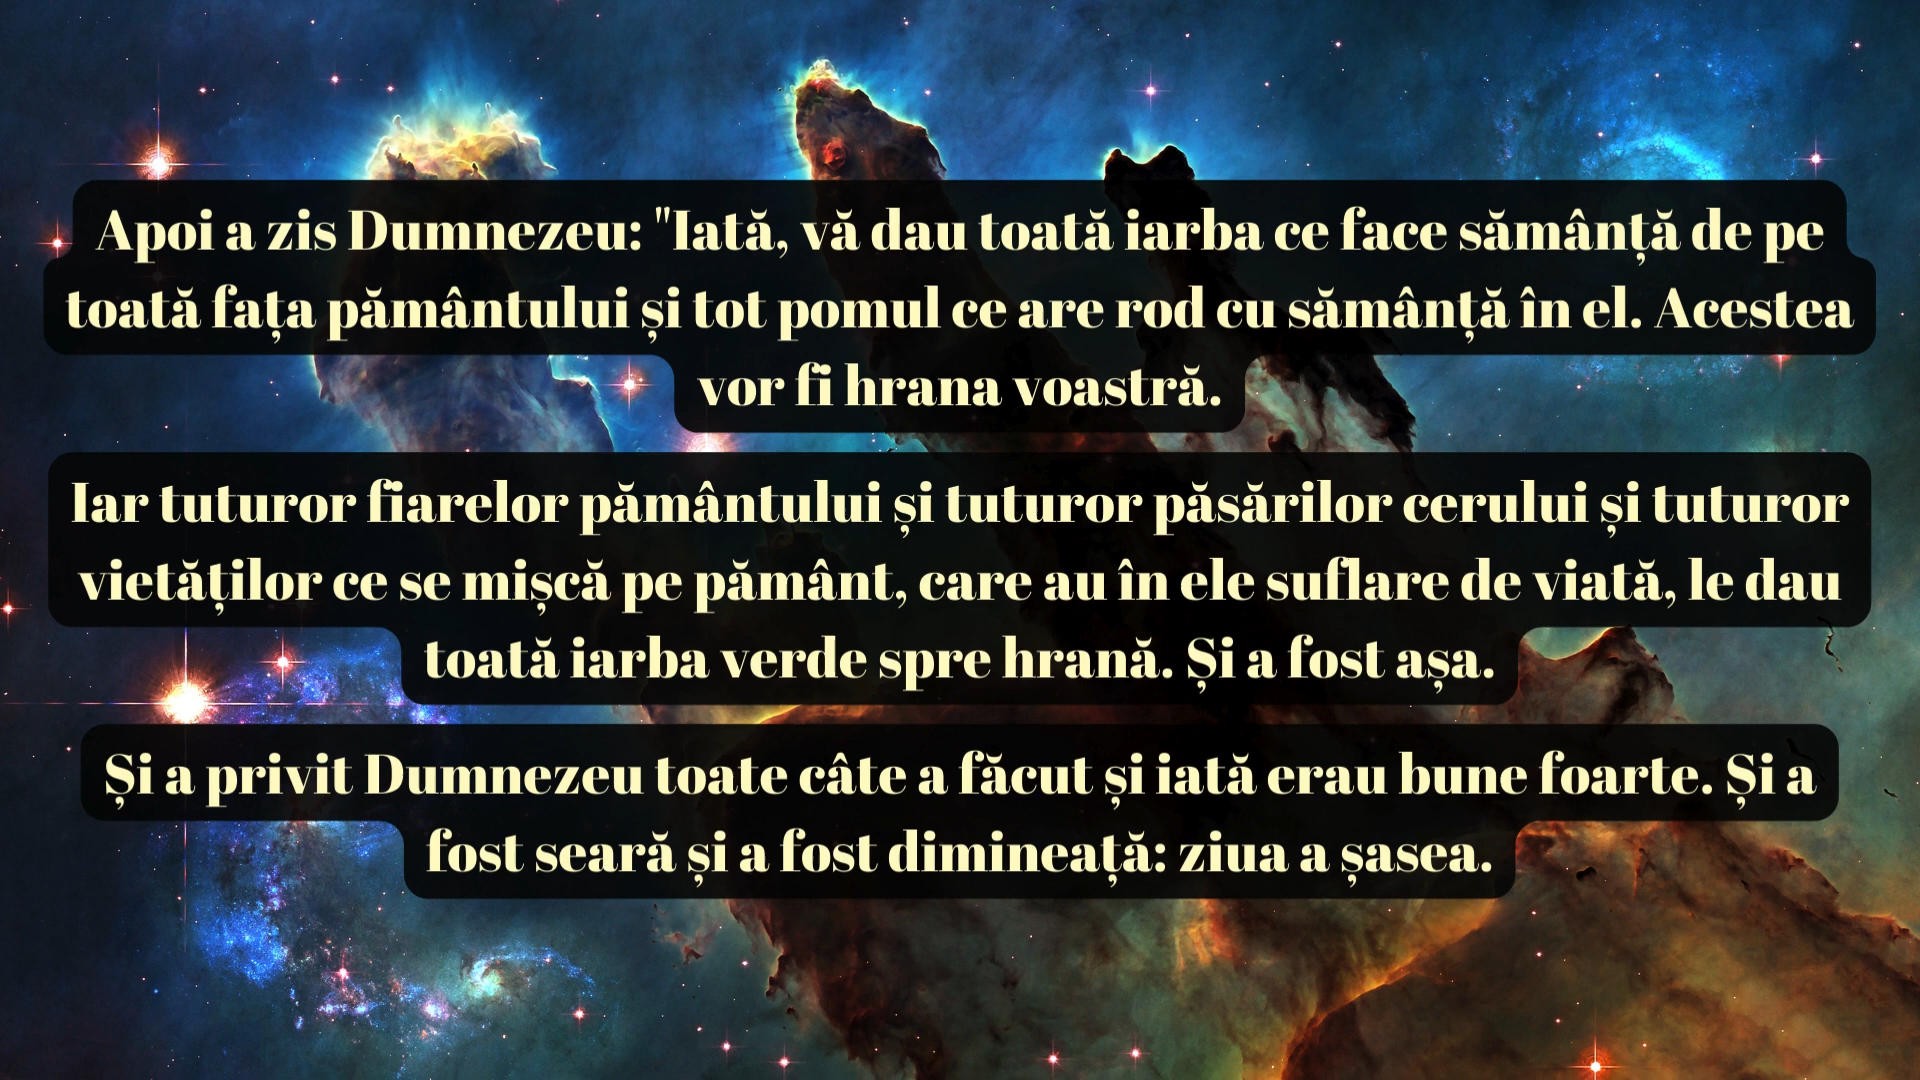 Apoi a zis Dumnezeu: "Iată, vă dau toată iarba ce face sămânță de pe
toată fața pământului și tot pomul ce are rod cu sămânță în el. Acestea
vor fi hrana voastră.
Iar tuturor fiarelor pământului și tuturor păsărilor cerului și tuturor
vietăților ce se mișcă pe pământ, care au în ele suflare de viată, le dau
toată iarba verde spre hrană. Și a fost așa.
Și a privit Dumnezeu toate câte a făcut și iată erau bune foarte. Și a
fost seară și a fost dimineață: ziua a șasea.